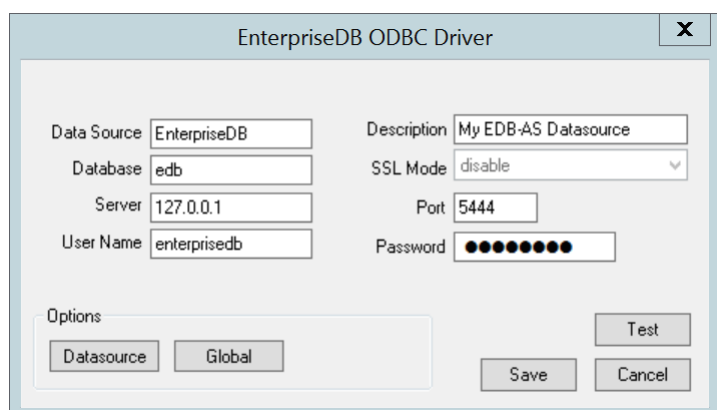 EnterpriseDB ODBC Driver
X
Data Source EnterpriseDB
Description My EDB-AS Datasource
Database edb
SSL Mode disable
Server 127.0.0.1
Port 5444
User Name enterprisedb
Password ●●●●●●●●
Options
Datasource Global
Test
Save Cancel